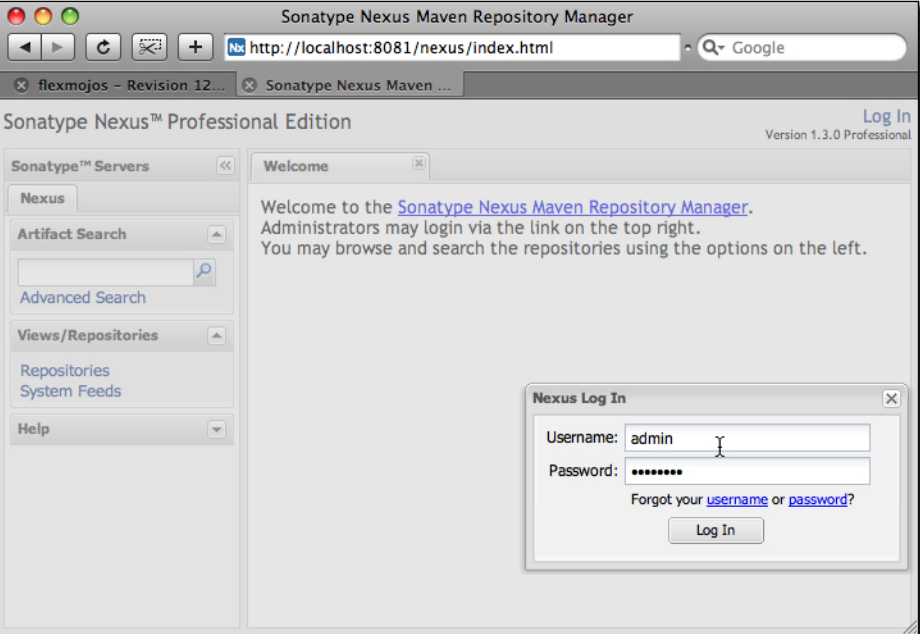 Sonatype Nexus Maven Repository Manager
Nx http://localhost:8081/nexus/index.html
Google
flexmojos – Revision 12...
Sonatype Nexus Maven ...
Sonatype Nexus™ Professional Edition
Log In
Version 1.3.0 Professional
Sonatype™ Servers
Welcome
Nexus
Welcome to the Sonatype Nexus Maven Repository Manager.
Administrators may login via the link on the top right.
You may browse and search the repositories using the options on the left.
Artifact Search
Advanced Search
Views/Repositories
Repositories
System Feeds
Help
Nexus Log In
Username: admin
Password: ••••••••
Forgot your username or password?
Log In